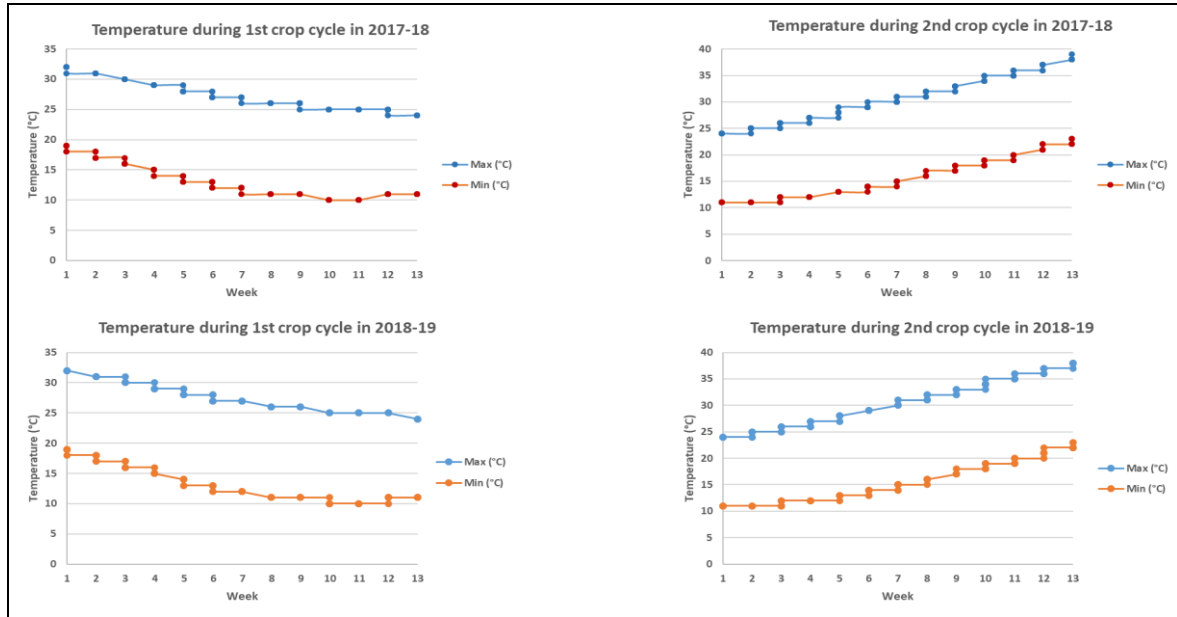 Temperature during 1st crop cycle in 2017-18
35
30
25
20
15
10
5
0
Temperature (°C)
1 2 3 4 5 6 7 8 9 10 11 12 13
Week
Max (°C)
Min (°C)
Temperature during 2nd crop cycle in 2017-18
40
35
30
25
20
15
10
5
0
Temperature (°C)
1 2 3 4 5 6 7 8 9 10 11 12 13
Week
Max (°C)
Min (°C)
Temperature during 1st crop cycle in 2018-19
35
30
25
20
15
10
5
0
Temperature (°C)
1 2 3 4 5 6 7 8 9 10 11 12 13
Week
Max (°C)
Min (°C)
Temperature during 2nd crop cycle in 2018-19
40
35
30
25
20
15
10
5
0
Temperature (°C)
1 2 3 4 5 6 7 8 9 10 11 12 13
Week
Max (°C)
Min (°C)